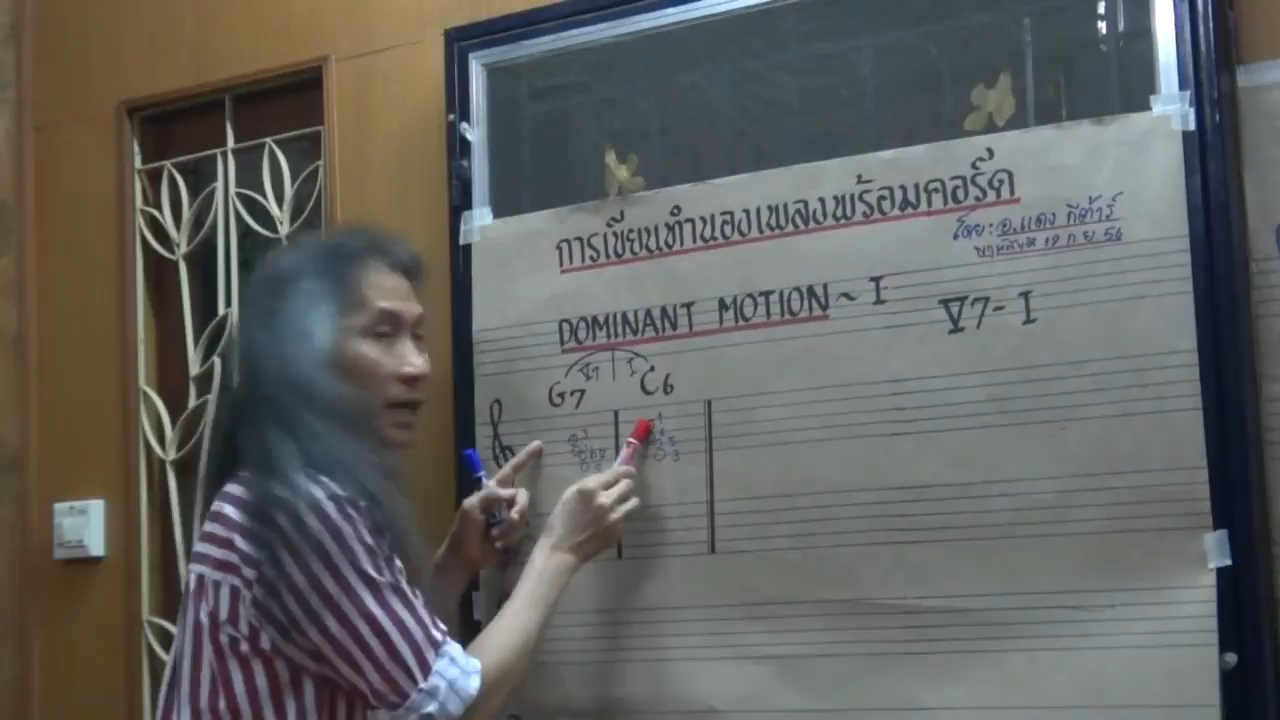 การเขียนทำนองเพลงพร้อมคอร์ด
โดย: อ.แดง กีต้าร์
DOMINANT MOTION ~ I V7- I
V7 I
G7 C6